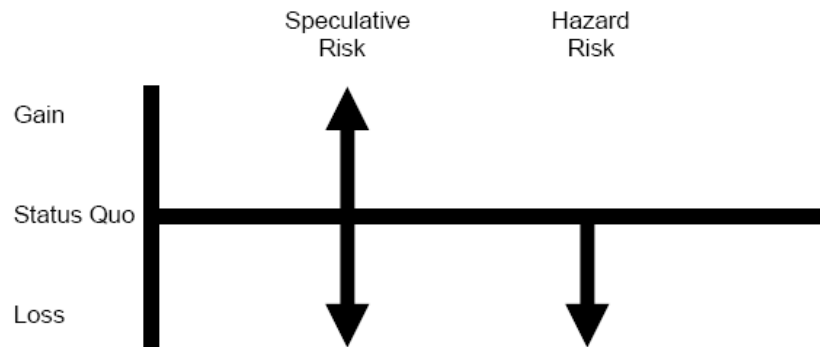 Speculative
Risk
Hazard
Risk
Gain
Status Quo
Loss